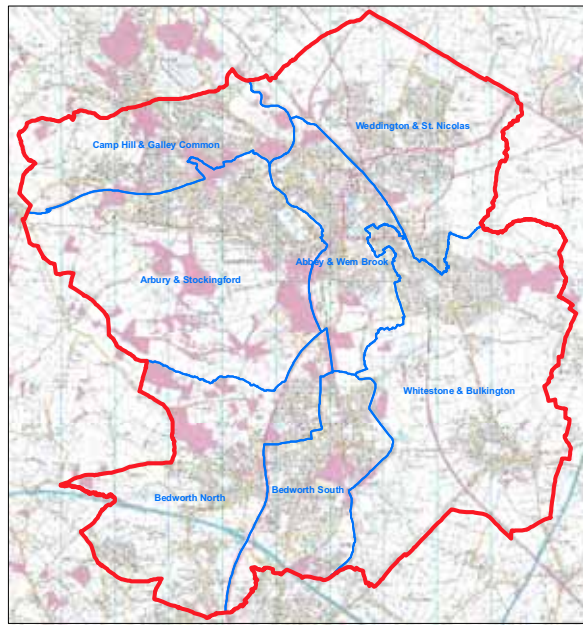 Weddington & St. Nicolas
Camp Hill & Galley Common
Abbey & Wem Brook
Arbury & Stockingford
Whitestone & Bulkington
Bedworth South
Bedworth North